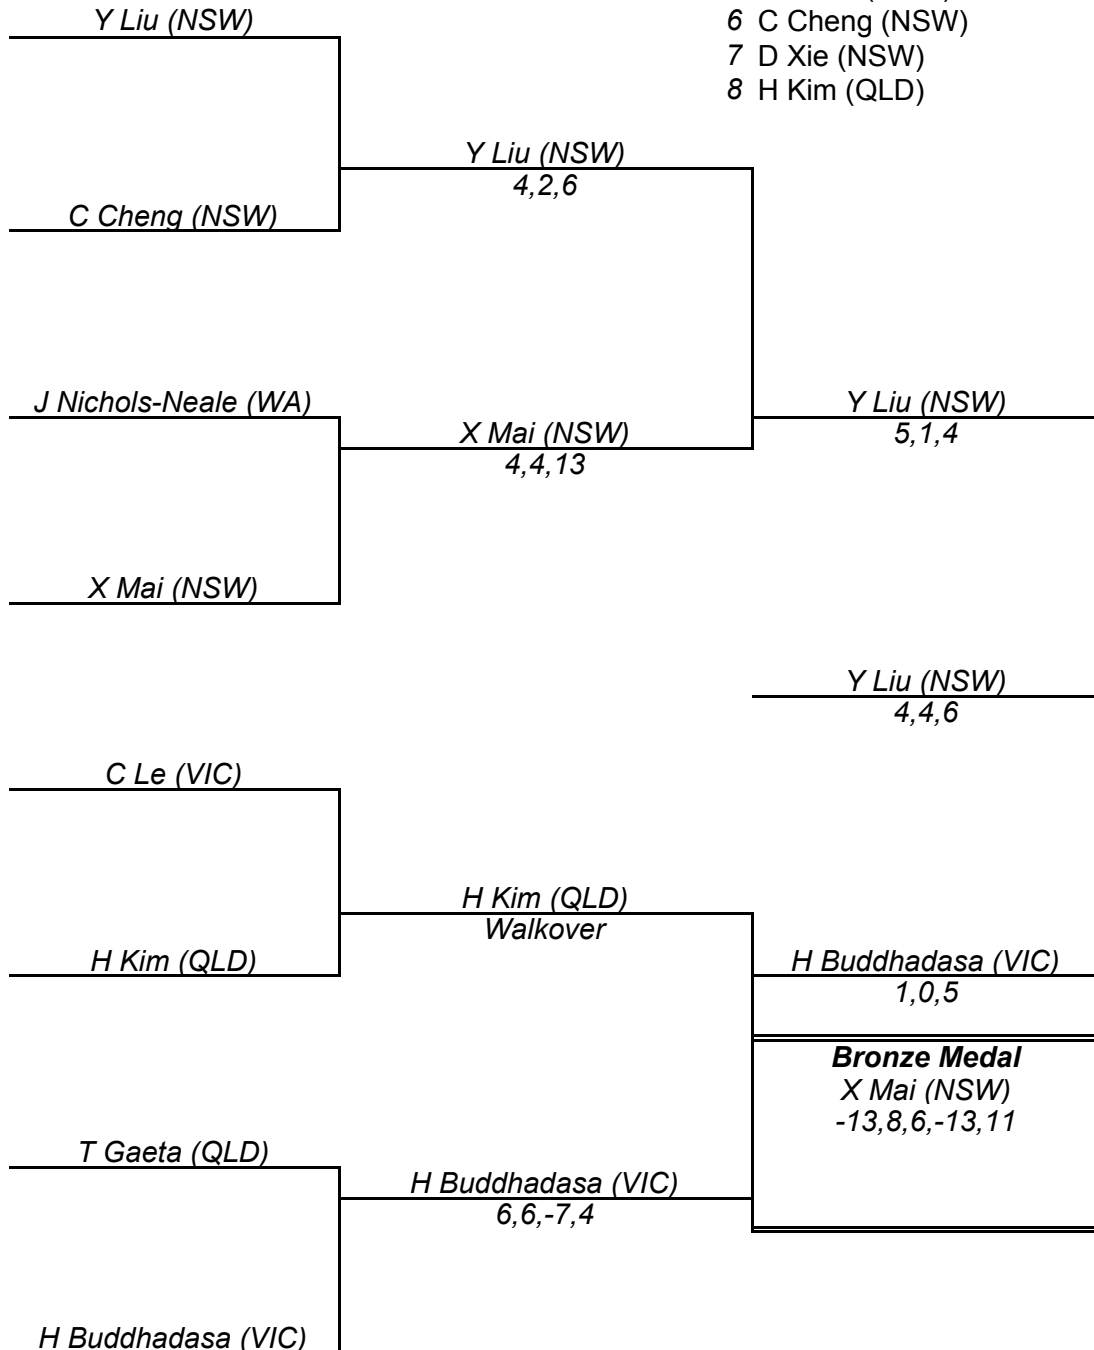 Y Liu (NSW)
6 C Cheng (NSW)
7 D Xie (NSW)
8 H Kim (QLD)
Y Liu (NSW)
4,2,6
C Cheng (NSW)
J Nichols-Neale (WA)
Y Liu (NSW)
5,1,4
X Mai (NSW)
4,4,13
X Mai (NSW)
Y Liu (NSW)
4,4,6
C Le (VIC)
H Kim (QLD)
Walkover
H Kim (QLD)
H Buddhadasa (VIC)
1,0,5
Bronze Medal
X Mai (NSW)
-13,8,6,-13,11
T Gaeta (QLD)
H Buddhadasa (VIC)
6,6,-7,4
H Buddhadasa (VIC)